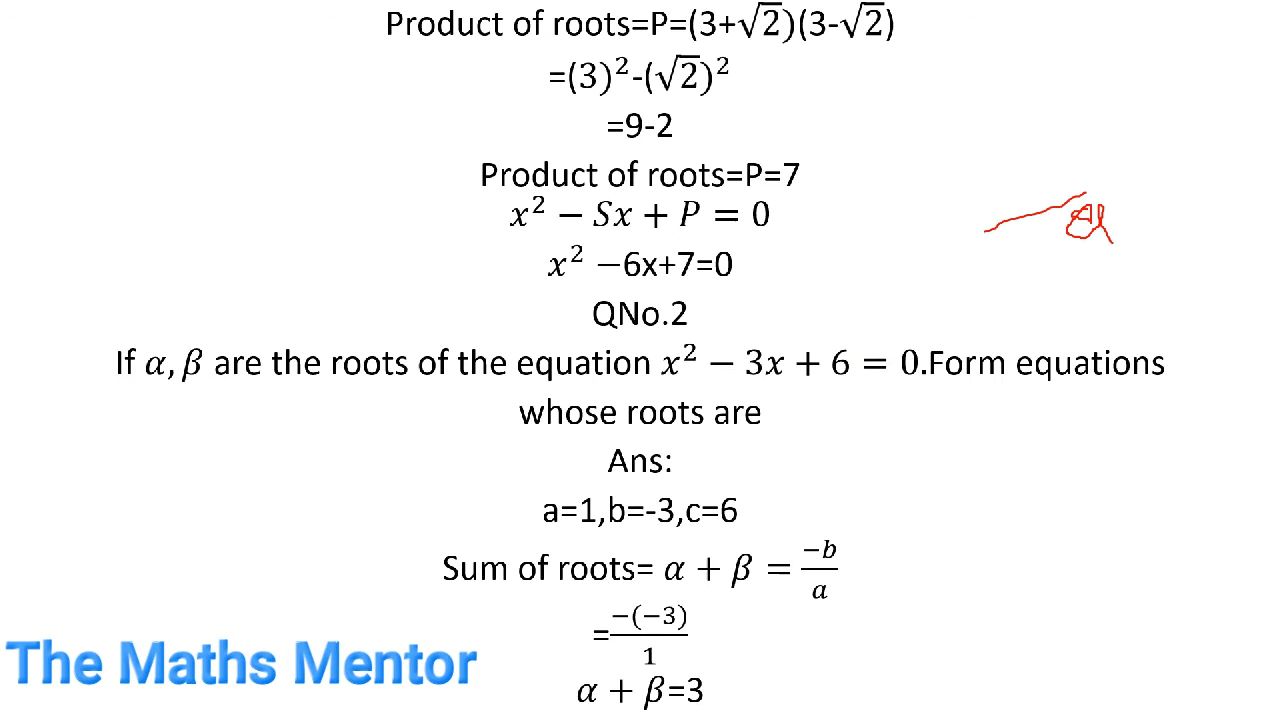 Product of roots=P=(3+√2)(3-√2)
=(3)²-(√2)²
=9-2
Product of roots=P=7
x² − Sx + P = 0
x² −6x+7=0
QNo.2
If α, β are the roots of the equation x² − 3x + 6 = 0.Form equations
whose roots are
Ans:
a=1,b=-3,c=6
Sum of roots= α + β = −b/a
=−(−3)/1
α + β=3
The Maths Mentor